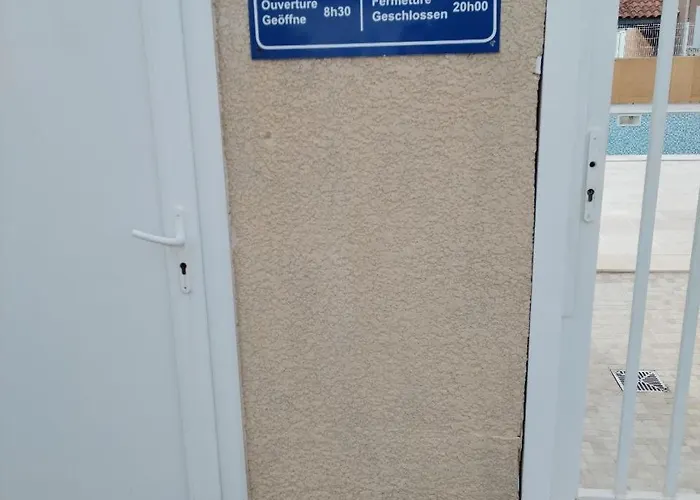 Ouverture
Geöffne 8h30
Fermeture
Geschlossen 20h00